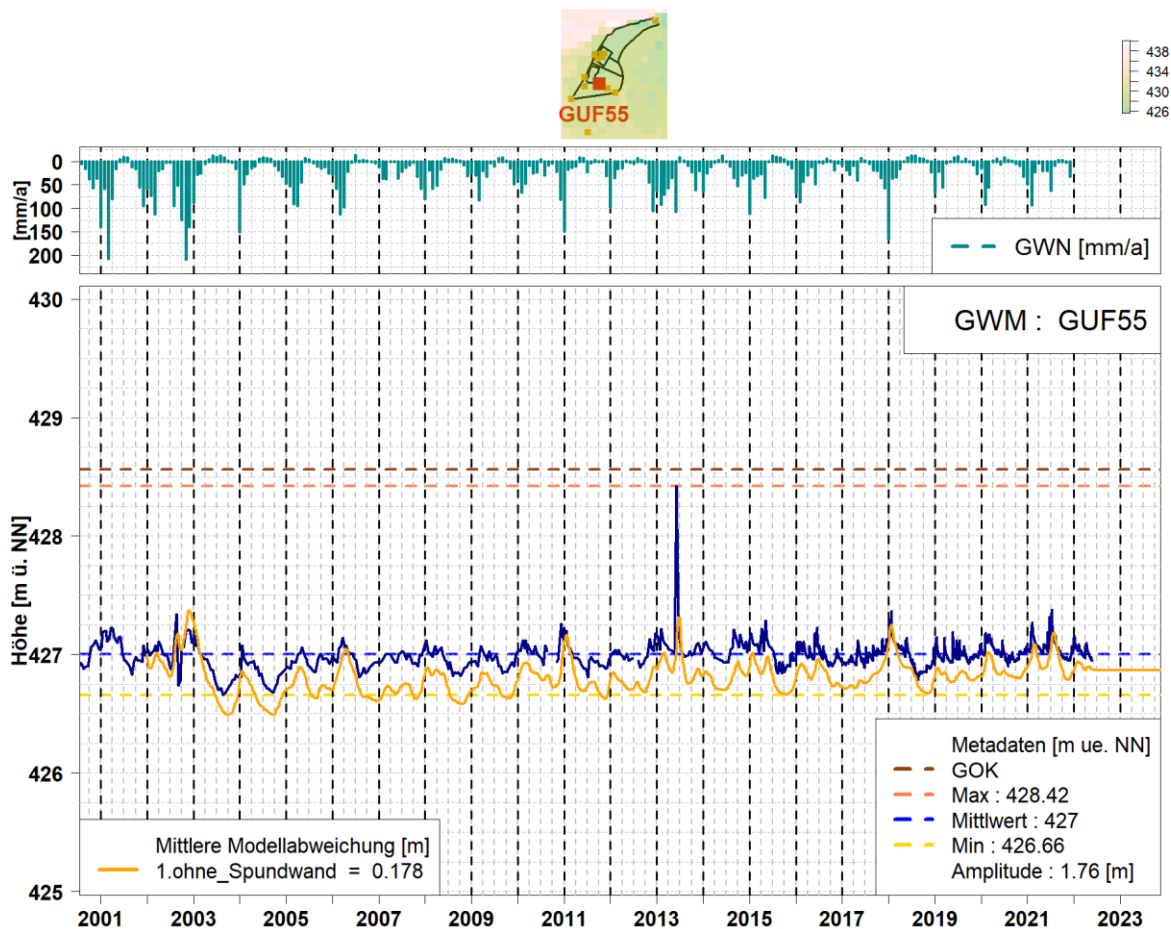 GUF55
438
434
430
426
0
50
100
150
200
[mm/a]
GWN [mm/a]
GWM : GUF55
430
429
428
427
426
425
Höhe [m ü. NN]
Metadaten [m ue. NN]
GOK
Max : 428.42
Mittlwert : 427
Min : 426.66
Amplitude : 1.76 [m]
Mittlere Modellabweichung [m]
1.ohne_Spundwand = 0.178
2001 2003 2005 2007 2009 2011 2013 2015 2017 2019 2021 2023